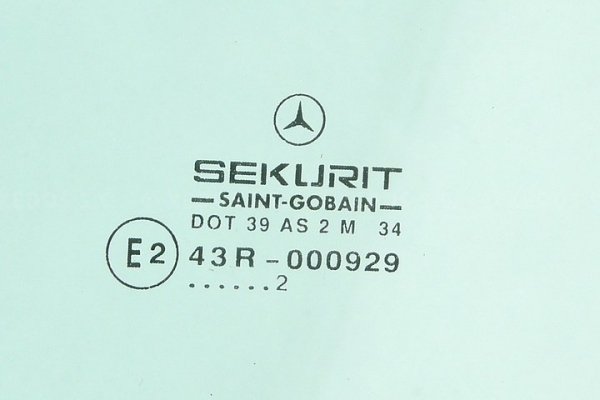 SEKURIT
SAINT-GOBAIN
DOT 39 AS 2 M 34
E2 43R-000929
......2